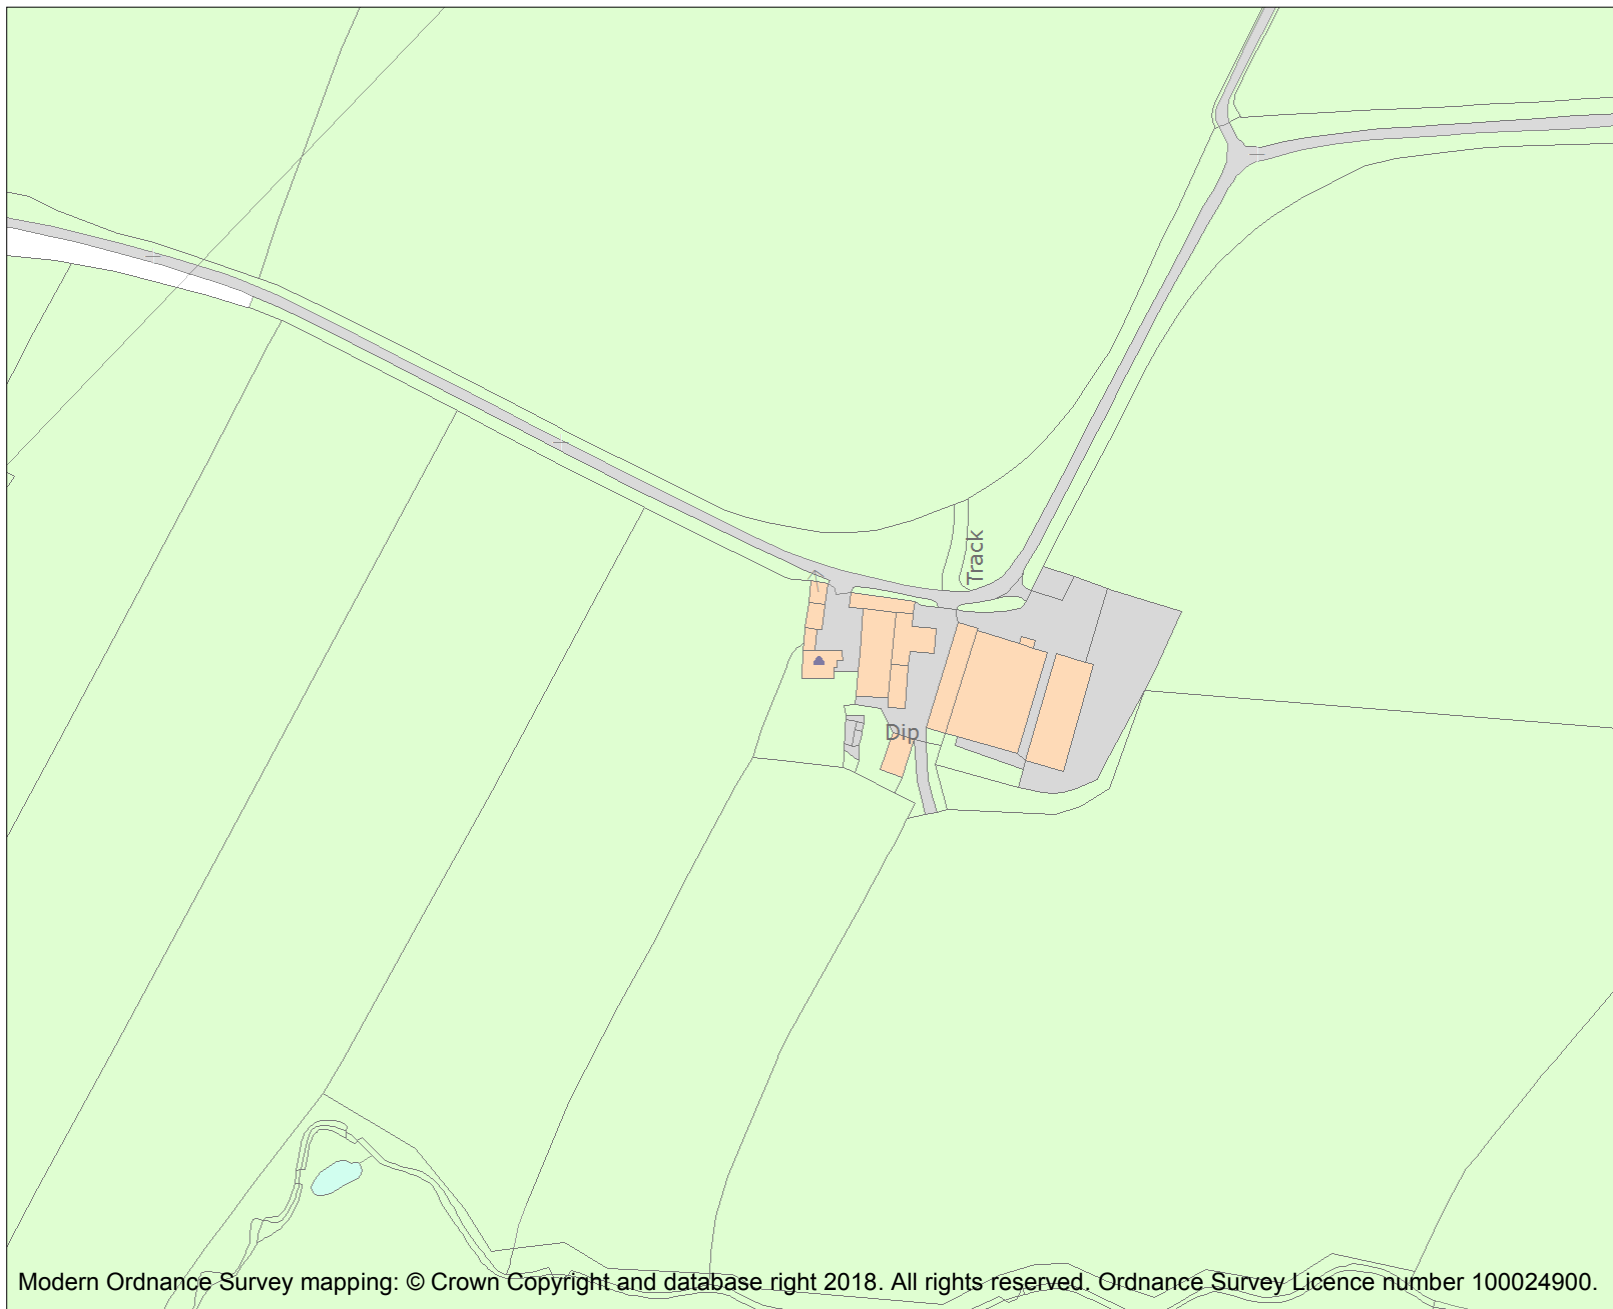 Track
Dip
Modern Ordnance Survey mapping: © Crown Copyright and database right 2018. All rights reserved. Ordnance Survey Licence number 100024900.